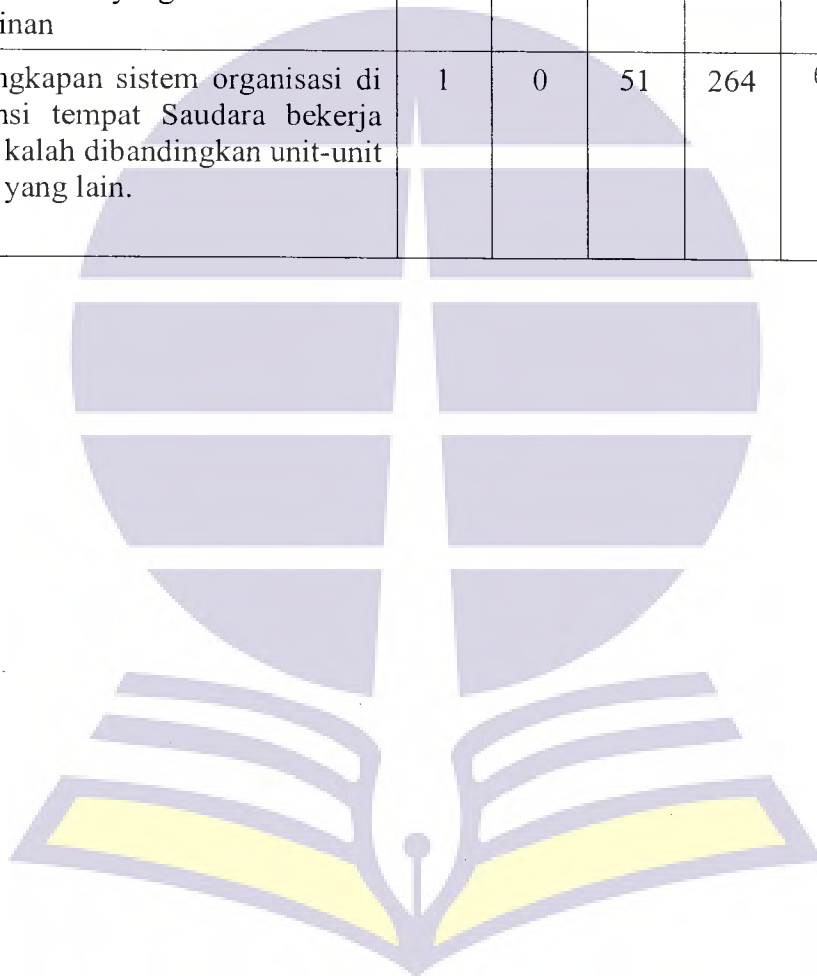 inan
ngkapan sistem organisasi di 1 0 51 264
nsi tempat Saudara bekerja
kalah dibandingkan unit-unit
yang lain.